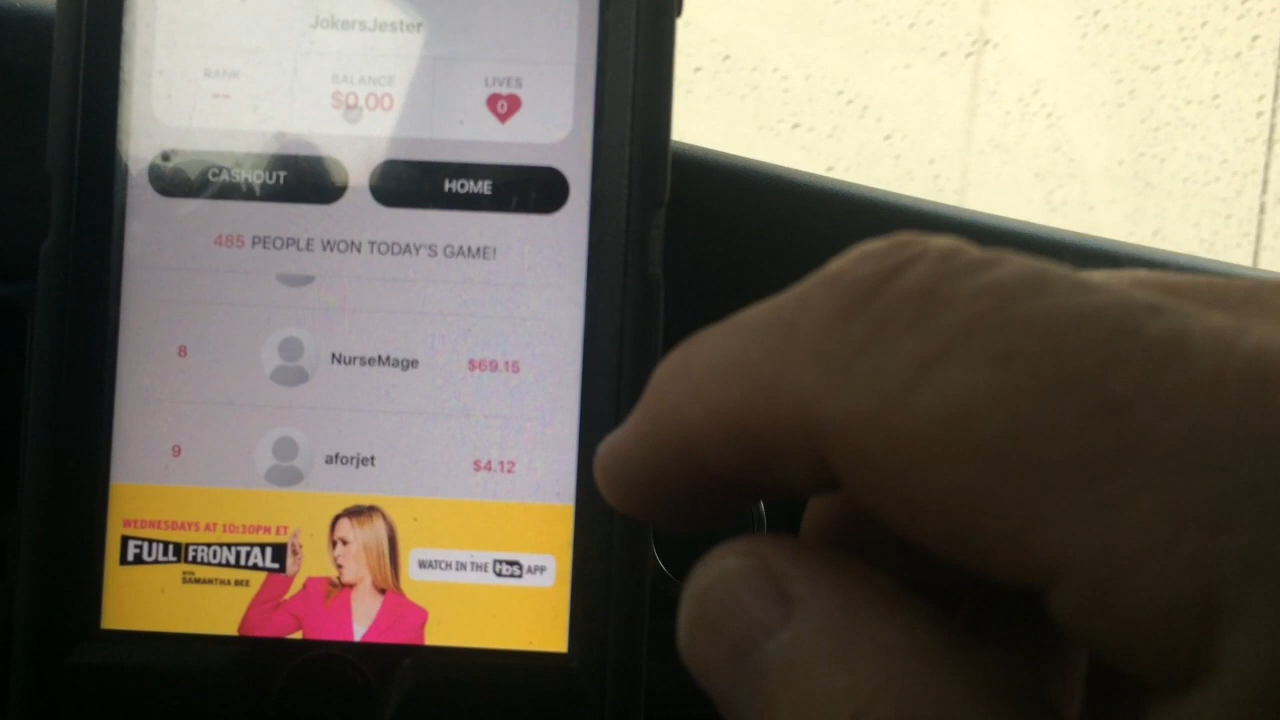 JokersJester
RANK
BALANCE
LIVES
--
$0.00
0
CASHOUT
HOME
485 PEOPLE WON TODAY'S GAME!
8
NurseMage
$69.15
9
aforjet
$4.12
WEDNESDAYS AT 10:30PM ET
FULL FRONTAL
WITH
SAMANTHA BEE
WATCH IN THE tbs APP